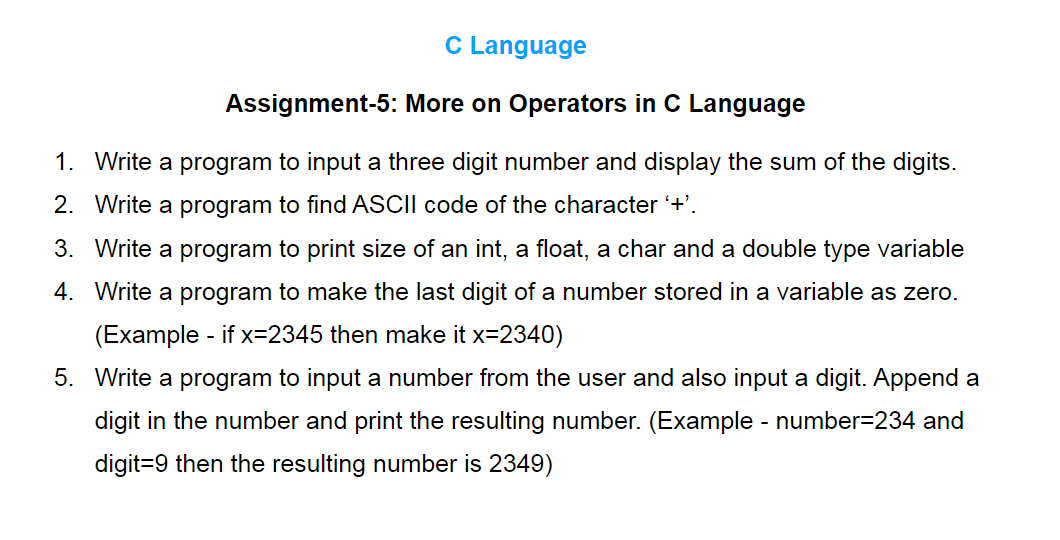 C Language
Assignment-5: More on Operators in C Language
1. Write a program to input a three digit number and display the sum of the digits.
2. Write a program to find ASCII code of the character ‘+’.
3. Write a program to print size of an int, a float, a char and a double type variable
4. Write a program to make the last digit of a number stored in a variable as zero.
(Example - if x=2345 then make it x=2340)
5. Write a program to input a number from the user and also input a digit. Append a
digit in the number and print the resulting number. (Example - number=234 and
digit=9 then the resulting number is 2349)